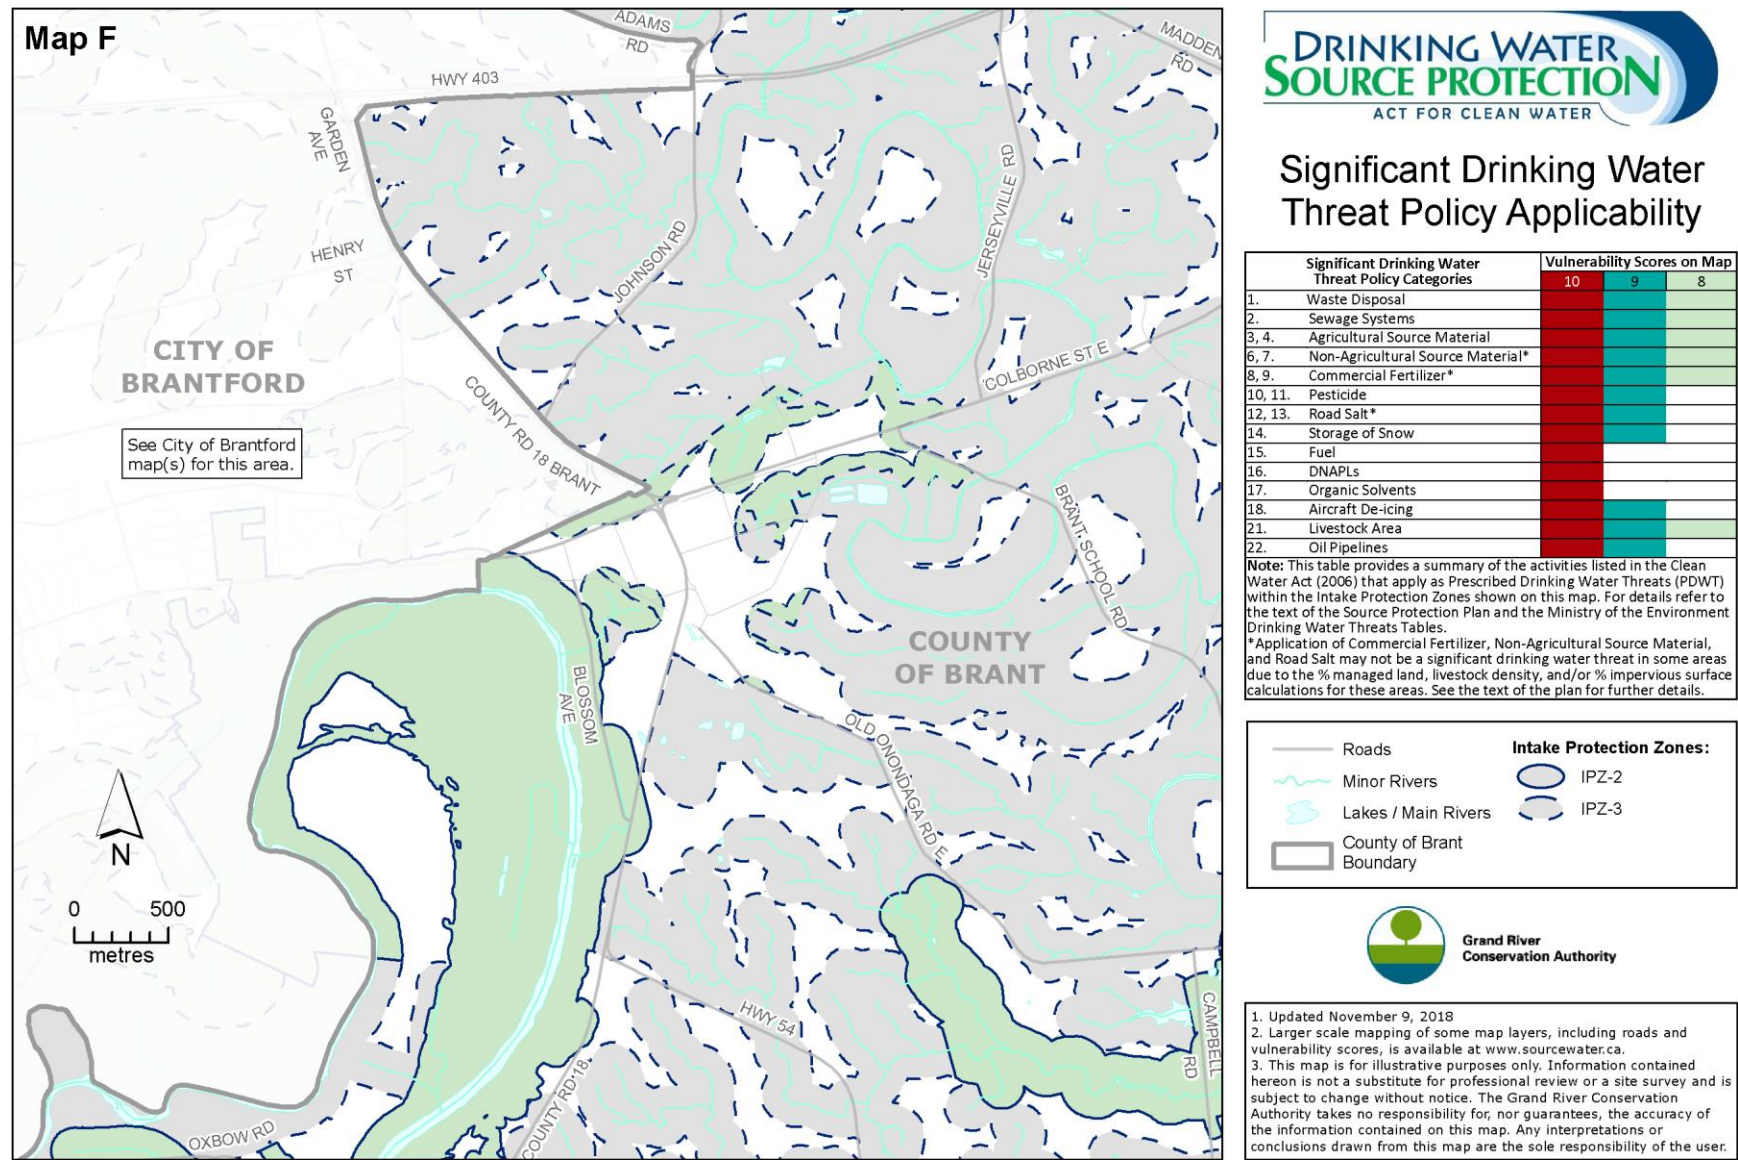 Map F
ADAMS
RD
MADDEN
RD
HWY 403
GARDEN
AVE
HENRY
ST
JOHNSON RD
JERSEYVILLE RD
CITY OF
BRANTFORD
See City of Brantford
map(s) for this area.
COUNTY RD 18 BRANT
COLBORNE ST E
BRANT SCHOOL RD
COUNTY
OF BRANT
BLOSSOM
AVE
OLD ONONDAGA RD E
N
0 500
metres
HWY 54
CAMPBELL
RD
COUNTY RD 18
OXBOW RD
DRINKING WATER
SOURCE PROTECTION
ACT FOR CLEAN WATER
Significant Drinking Water
Threat Policy Applicability
Significant Drinking Water
Threat Policy Categories
Vulnerability Scores on Map
10 9 8
1. Waste Disposal
2. Sewage Systems
3, 4. Agricultural Source Material
6, 7. Non-Agricultural Source Material*
8, 9. Commercial Fertilizer*
10, 11. Pesticide
12, 13. Road Salt*
14. Storage of Snow
15. Fuel
16. DNAPLs
17. Organic Solvents
18. Aircraft De-icing
21. Livestock Area
22. Oil Pipelines
Note: This table provides a summary of the activities listed in the Clean
Water Act (2006) that apply as Prescribed Drinking Water Threats (PDWT)
within the Intake Protection Zones shown on this map. For details refer to
the text of the Source Protection Plan and the Ministry of the Environment
Drinking Water Threats Tables.
*Application of Commercial Fertilizer, Non-Agricultural Source Material,
and Road Salt may not be a significant drinking water threat in some areas
due to the % managed land, livestock density, and/or % impervious surface
calculations for these areas. See the text of the plan for further details.
Roads
Minor Rivers
Lakes / Main Rivers
County of Brant
Boundary
Intake Protection Zones:
IPZ-2
IPZ-3
Grand River
Conservation Authority
1. Updated November 9, 2018
2. Larger scale mapping of some map layers, including roads and
vulnerability scores, is available at www.sourcewater.ca.
3. This map is for illustrative purposes only. Information contained
hereon is not a substitute for professional review or a site survey and is
subject to change without notice. The Grand River Conservation
Authority takes no responsibility for, nor guarantees, the accuracy of
the information contained on this map. Any interpretations or
conclusions drawn from this map are the sole responsibility of the user.